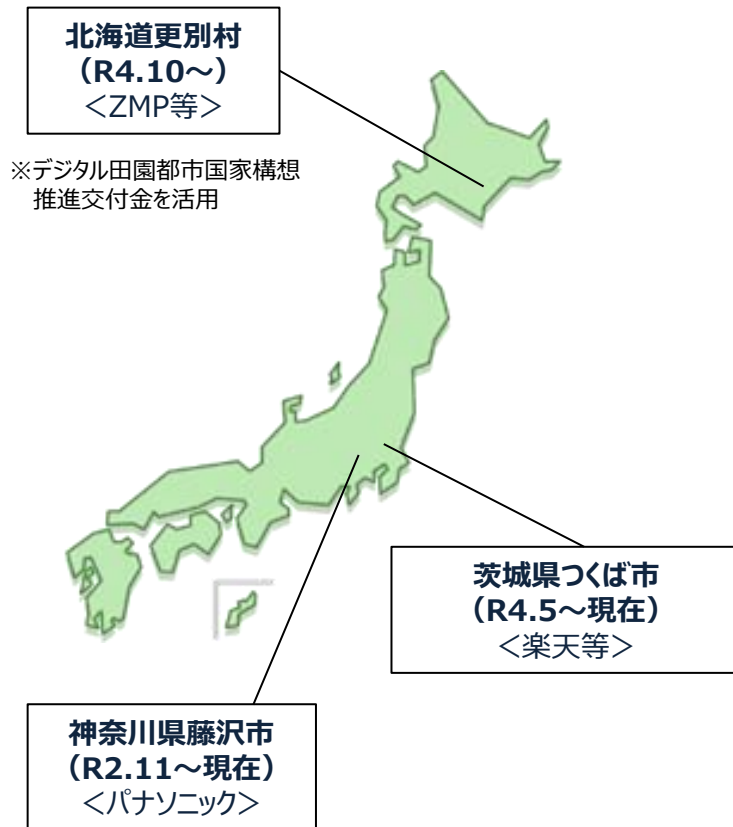 北海道更別村
（R4.10～）
＜ZMP等＞
※デジタル田園都市国家構想
推進交付金を活用
茨城県つくば市
（R4.5～現在）
＜楽天等＞
神奈川県藤沢市
（R2.11～現在）
＜パナソニック＞